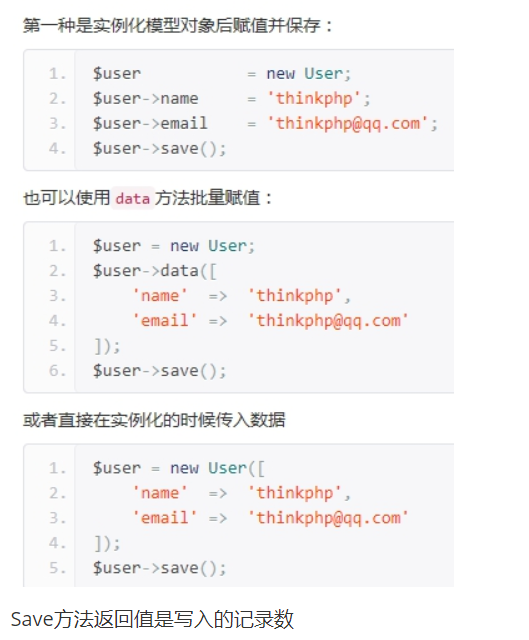 第一种是实例化模型对象后赋值并保存：
1. $user = new User;
2. $user->name = 'thinkphp';
3. $user->email = 'thinkphp@qq.com';
4. $user->save();
也可以使用 data 方法批量赋值：
1. $user = new User;
2. $user->data([
3. 'name' => 'thinkphp',
4. 'email' => 'thinkphp@qq.com'
5. ]);
6. $user->save();
或者直接在实例化的时候传入数据
1. $user = new User([
2. 'name' => 'thinkphp',
3. 'email' => 'thinkphp@qq.com'
4. ]);
5. $user->save();
Save方法返回值是写入的记录数